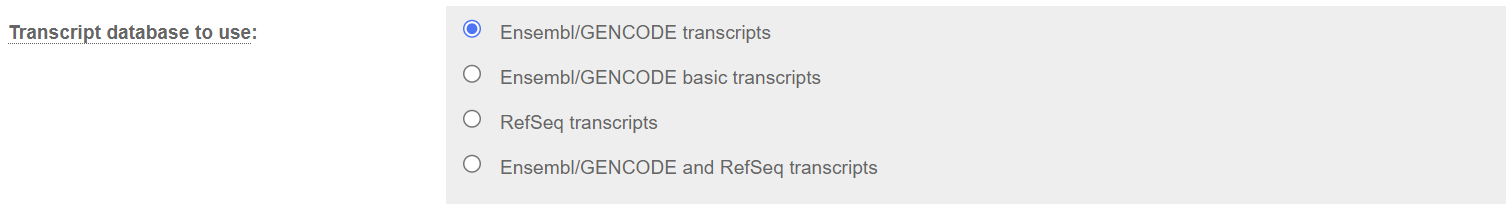 Transcript database to use:
Ensembl/GENCODE transcripts
Ensembl/GENCODE basic transcripts
RefSeq transcripts
Ensembl/GENCODE and RefSeq transcripts